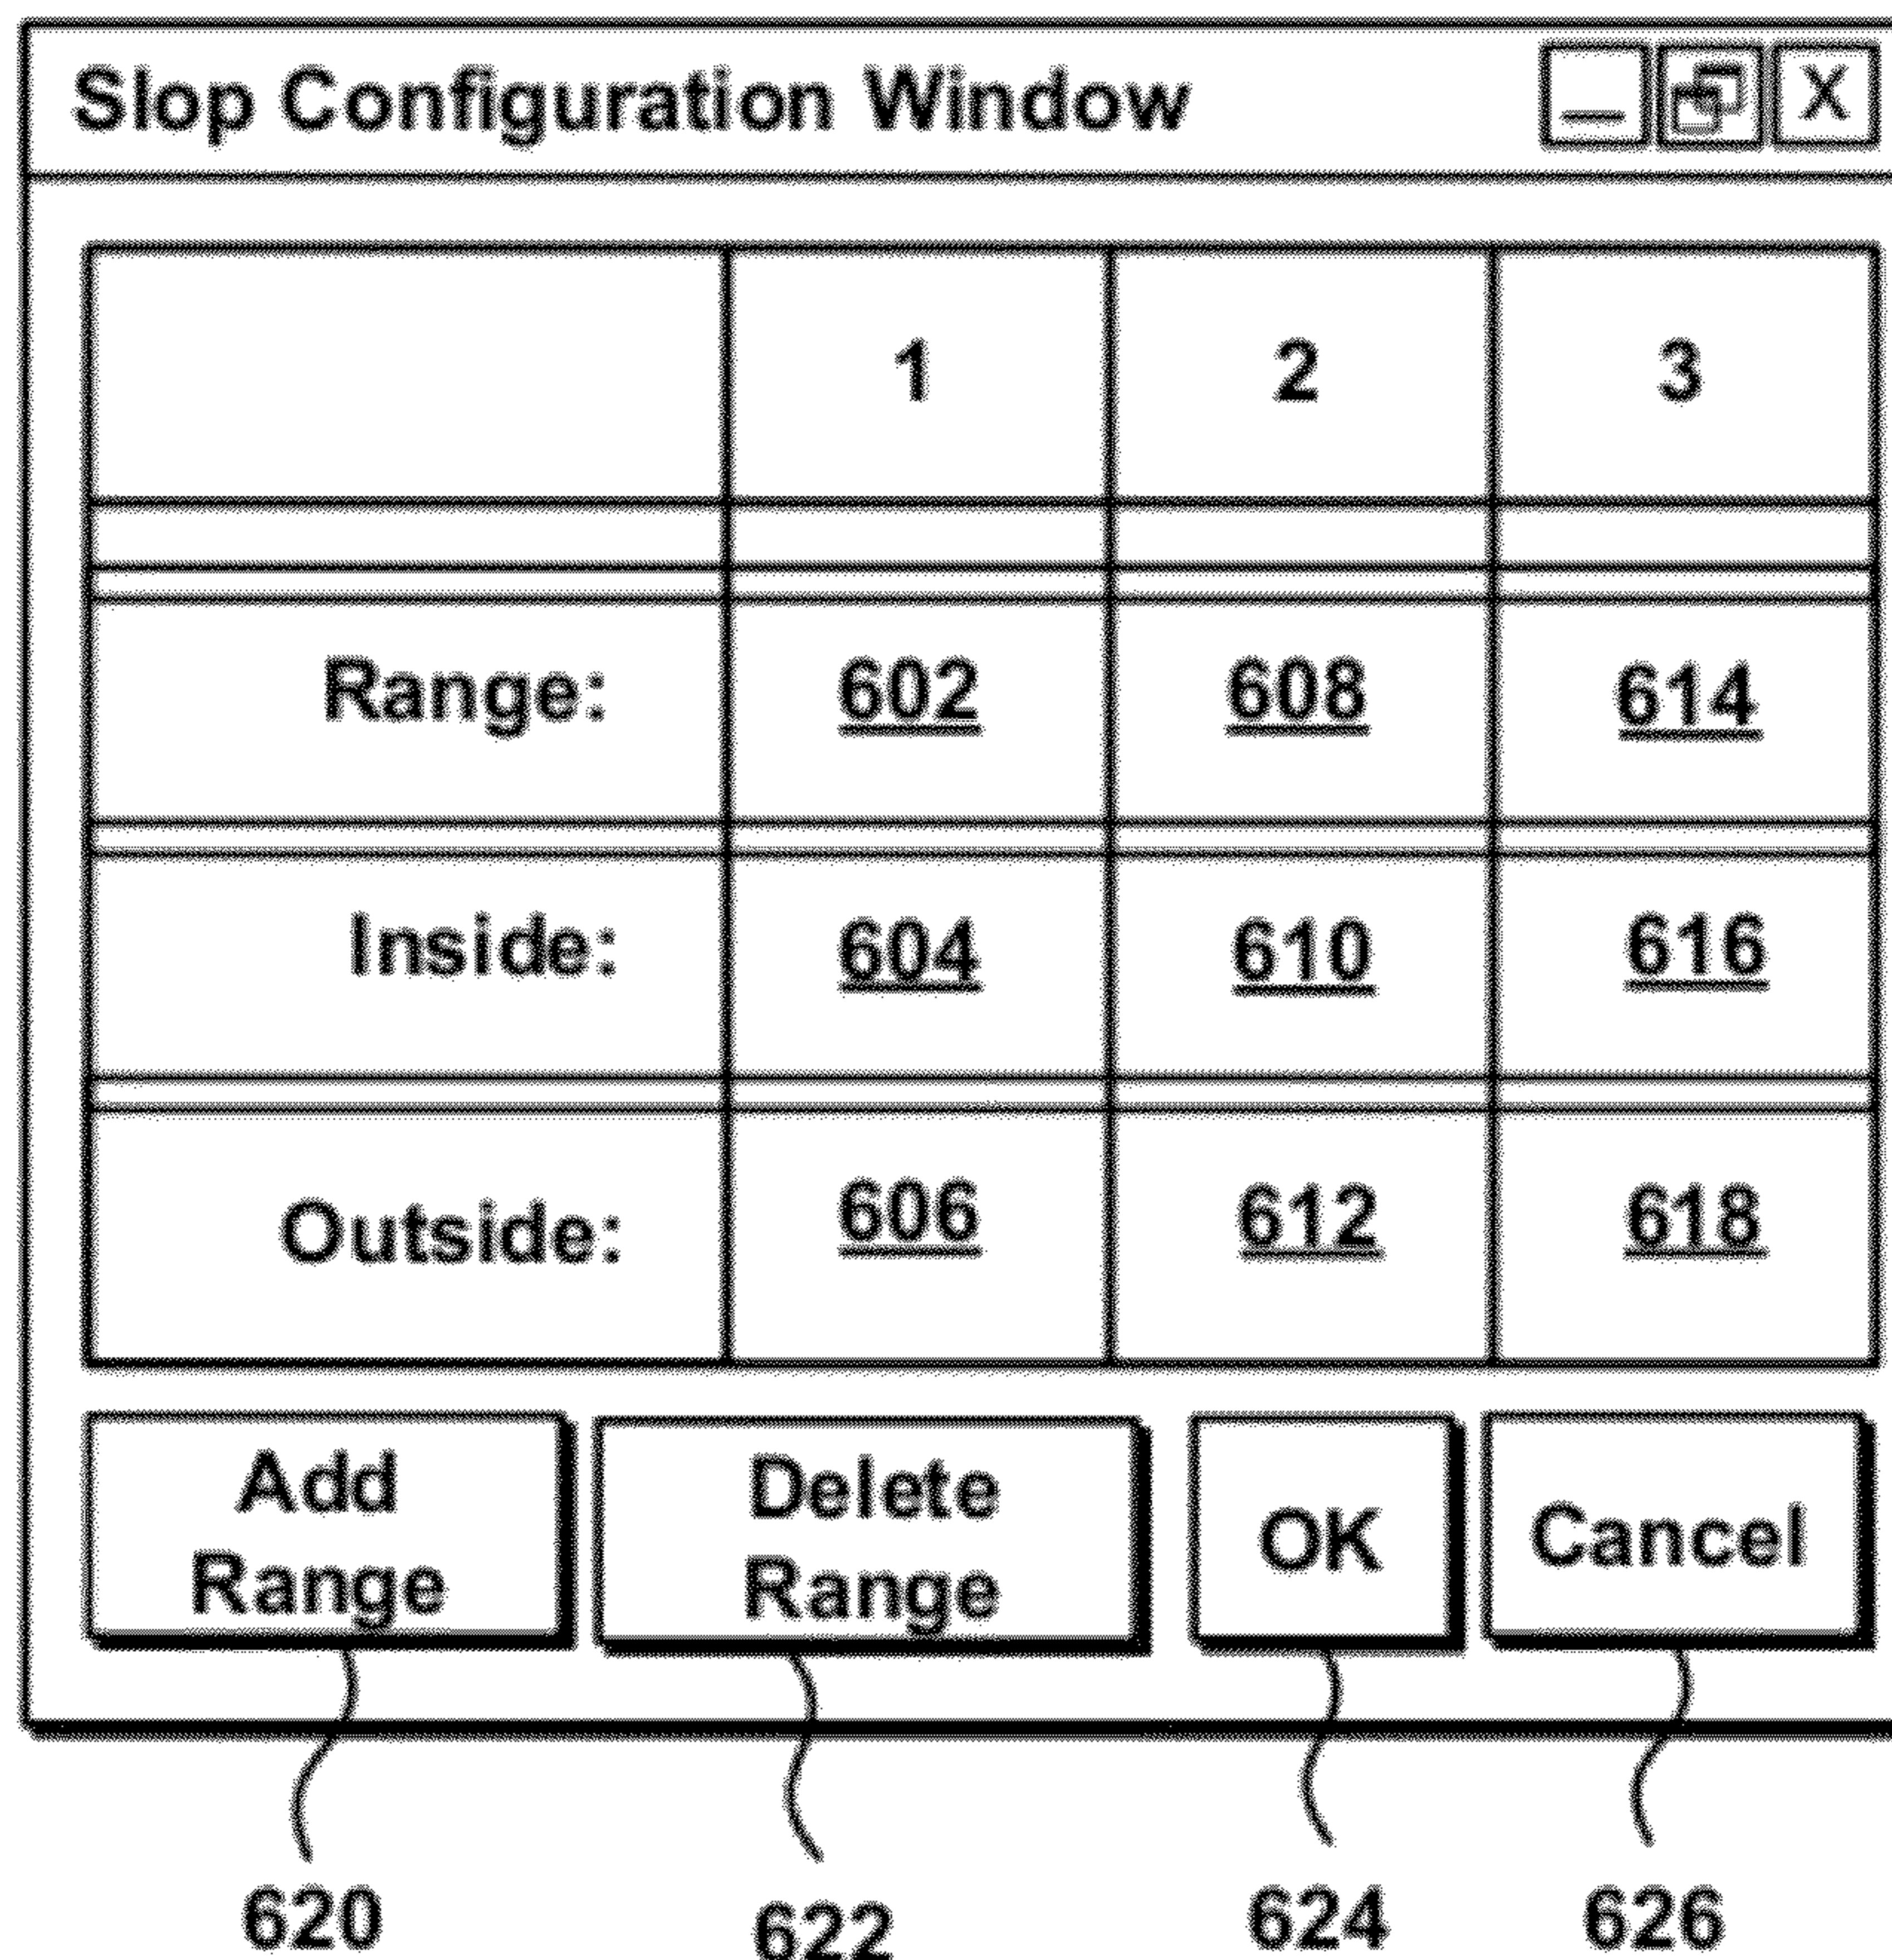 Slop Configuration Window X
1 2 3
Range: 602 608 614
Inside: 604 610 616
Outside: 606 612 618
Add Range Delete Range OK Cancel
620 622 624 626